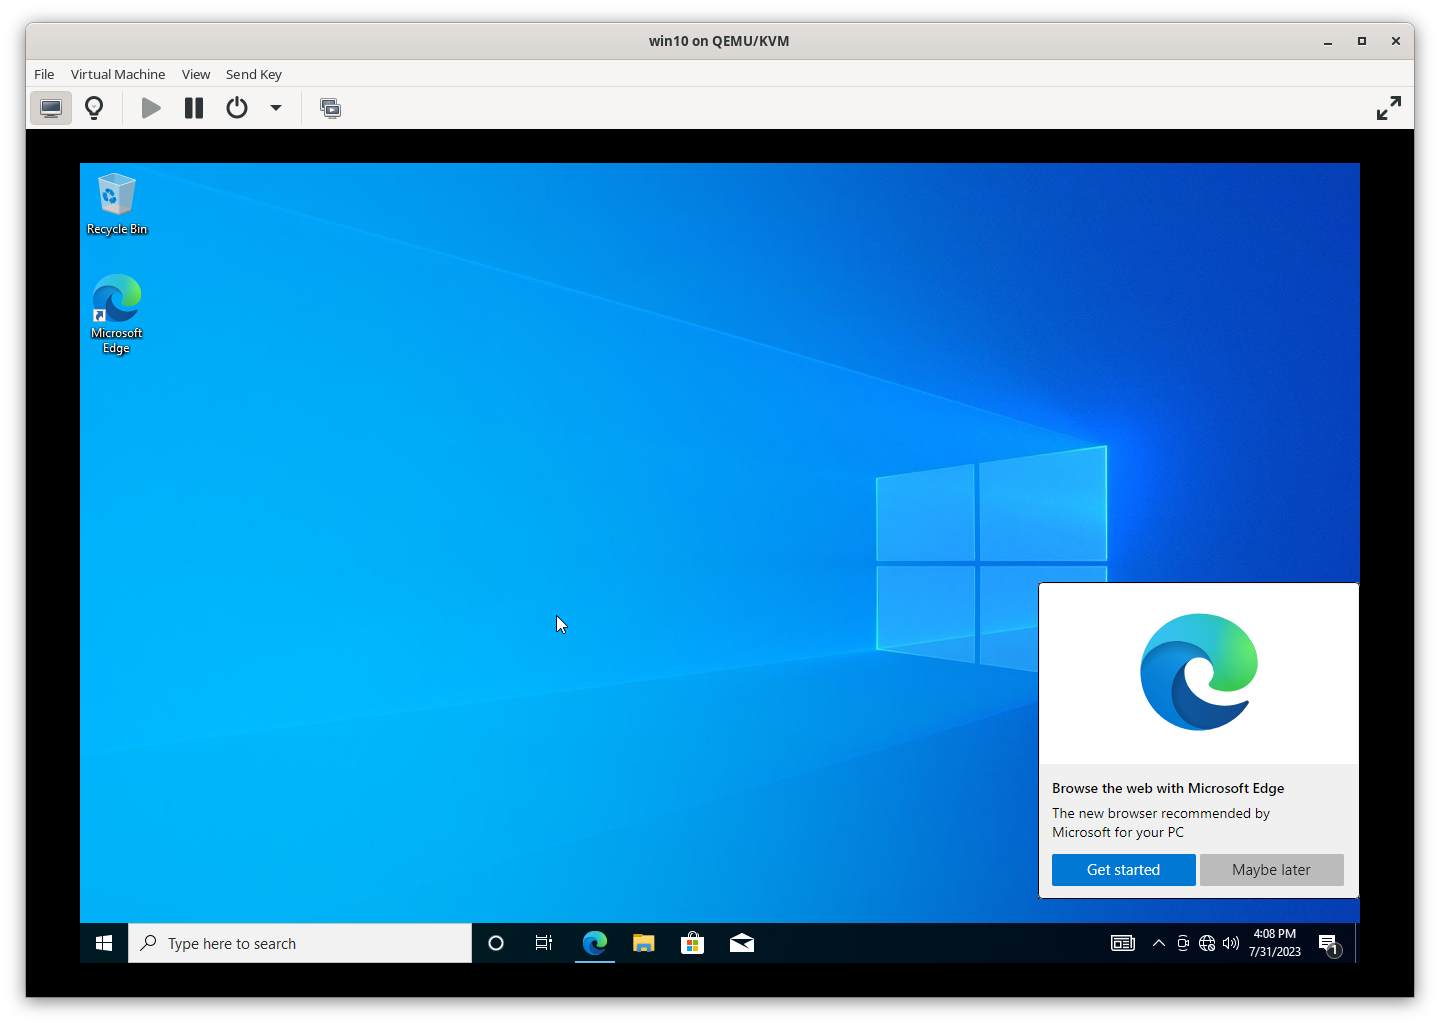 win10 on QEMU/KVM
File Virtual Machine View Send Key
Recycle Bin
Microsoft
Edge
Browse the web with Microsoft Edge
The new browser recommended by
Microsoft for your PC
Get started Maybe later
Type here to search
4:08 PM
7/31/2023
1